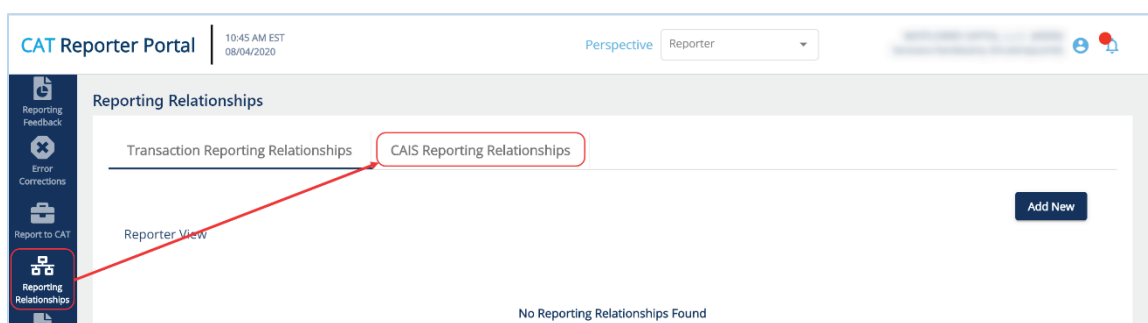 CAT Reporter Portal
10:45 AM EST
08/04/2020
Perspective
Reporter
Reporting
Feedback
Error
Corrections
Report to CAT
Reporting
Relationships
Reporting Relationships
Transaction Reporting Relationships
CAIS Reporting Relationships
Add New
Reporter View
No Reporting Relationships Found